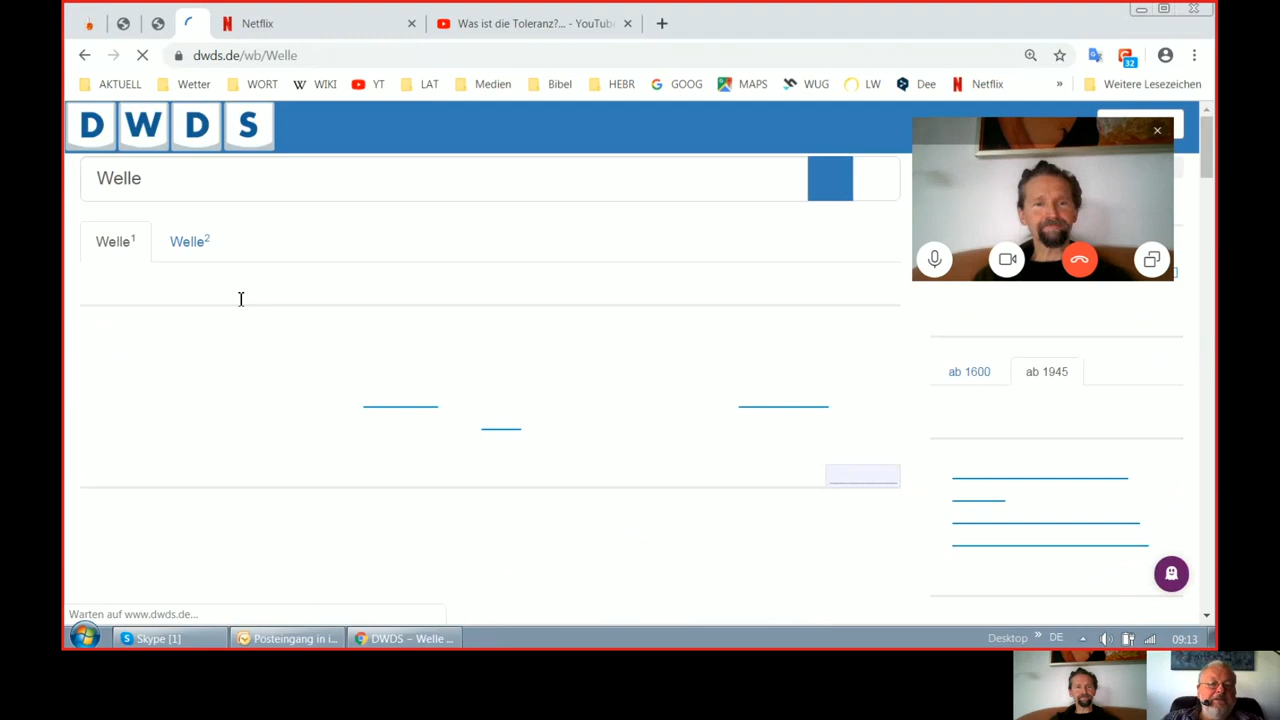 Netflix
Was ist die Toleranz?... - YouTube
dwds.de/wb/Welle
AKTUELL Wetter WORT WIKI YT LAT Medien Bibel HEBR GOOG MAPS WUG LW Dee Netflix » Weitere Lesezeichen
32
D W D S
Welle
Welle¹ Welle²
ab 1600 ab 1945
Warten auf www.dwds.de...
Skype [1] Posteingang in i... DWDS – Welle ... Desktop » DE 09:13